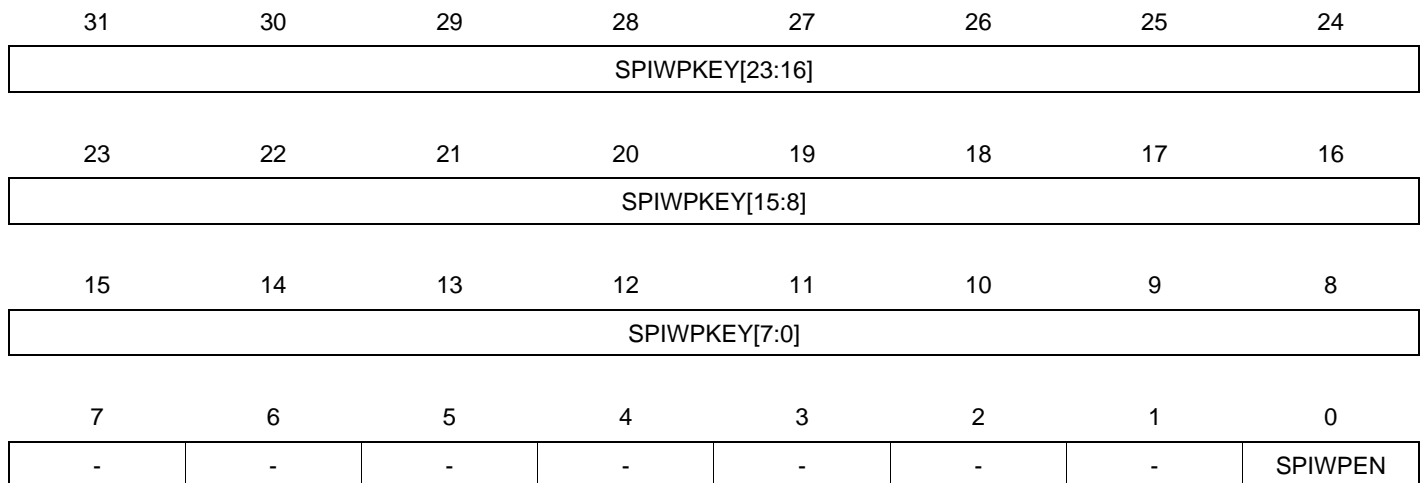 31 30 29 28 27 26 25 24
SPIWPKEY[23:16]
23 22 21 20 19 18 17 16
SPIWPKEY[15:8]
15 14 13 12 11 10 9 8
SPIWPKEY[7:0]
7 6 5 4 3 2 1 0
- - - - - - - SPIWPEN